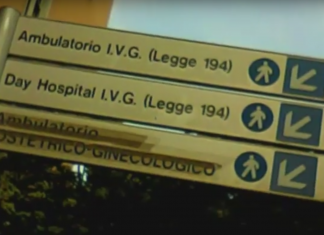 Ambulatorio I.V.G. (Legge 194)
Day Hospital I.V.G. (Legge 194)
Ambulatorio
OSTETRICO-GINECOLOGICO